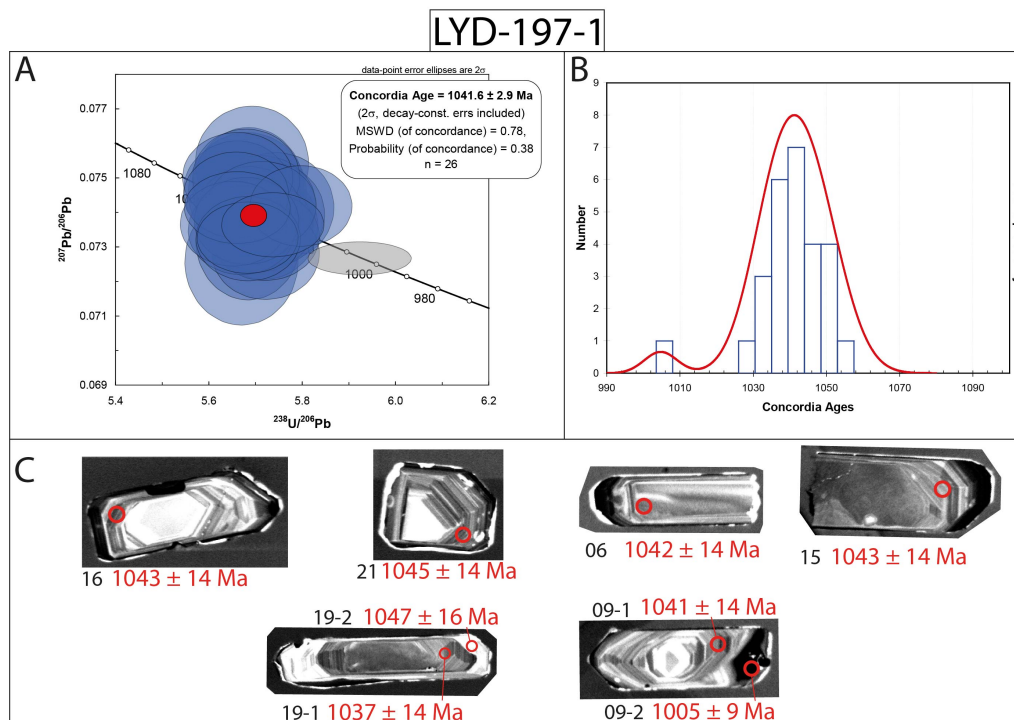 LYD-197-1
A
data-point error ellipses are 2σ
Concordia Age = 1041.6 ± 2.9 Ma
(2σ, decay-const. errs included)
MSWD (of concordance) = 0.78,
Probability (of concordance) = 0.38
n = 26
0.077
0.075
0.073
0.071
0.069
207Pb/206Pb
1080
10
1000
980
5.4
5.6
5.8
6.0
6.2
238U/206Pb
B
9
8
7
6
5
4
3
2
1
0
Number
990
1010
1030
1050
1070
1090
Concordia Ages
C
16 1043 ± 14 Ma
21 1045 ± 14 Ma
06 1042 ± 14 Ma
15 1043 ± 14 Ma
19-2 1047 ± 16 Ma
19-1 1037 ± 14 Ma
09-1 1041 ± 14 Ma
09-2 1005 ± 9 Ma